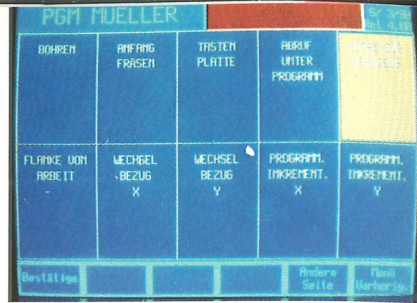 PGM MUELLER
BOHREN
ANFANG
FRÄSEN
TASTEN
PLATTE
ABRUF
UNTER
PROGRAMM
FLANKE VON
ARBEIT
-
WECHSEL
BEZUG
X
WECHSEL
BEZUG
Y
PROGRAMM.
INKREMENT.
X
PROGRAMM.
INKREMENT.
Y
Bestätige
Andere
Seite
Menü
Vorherig.